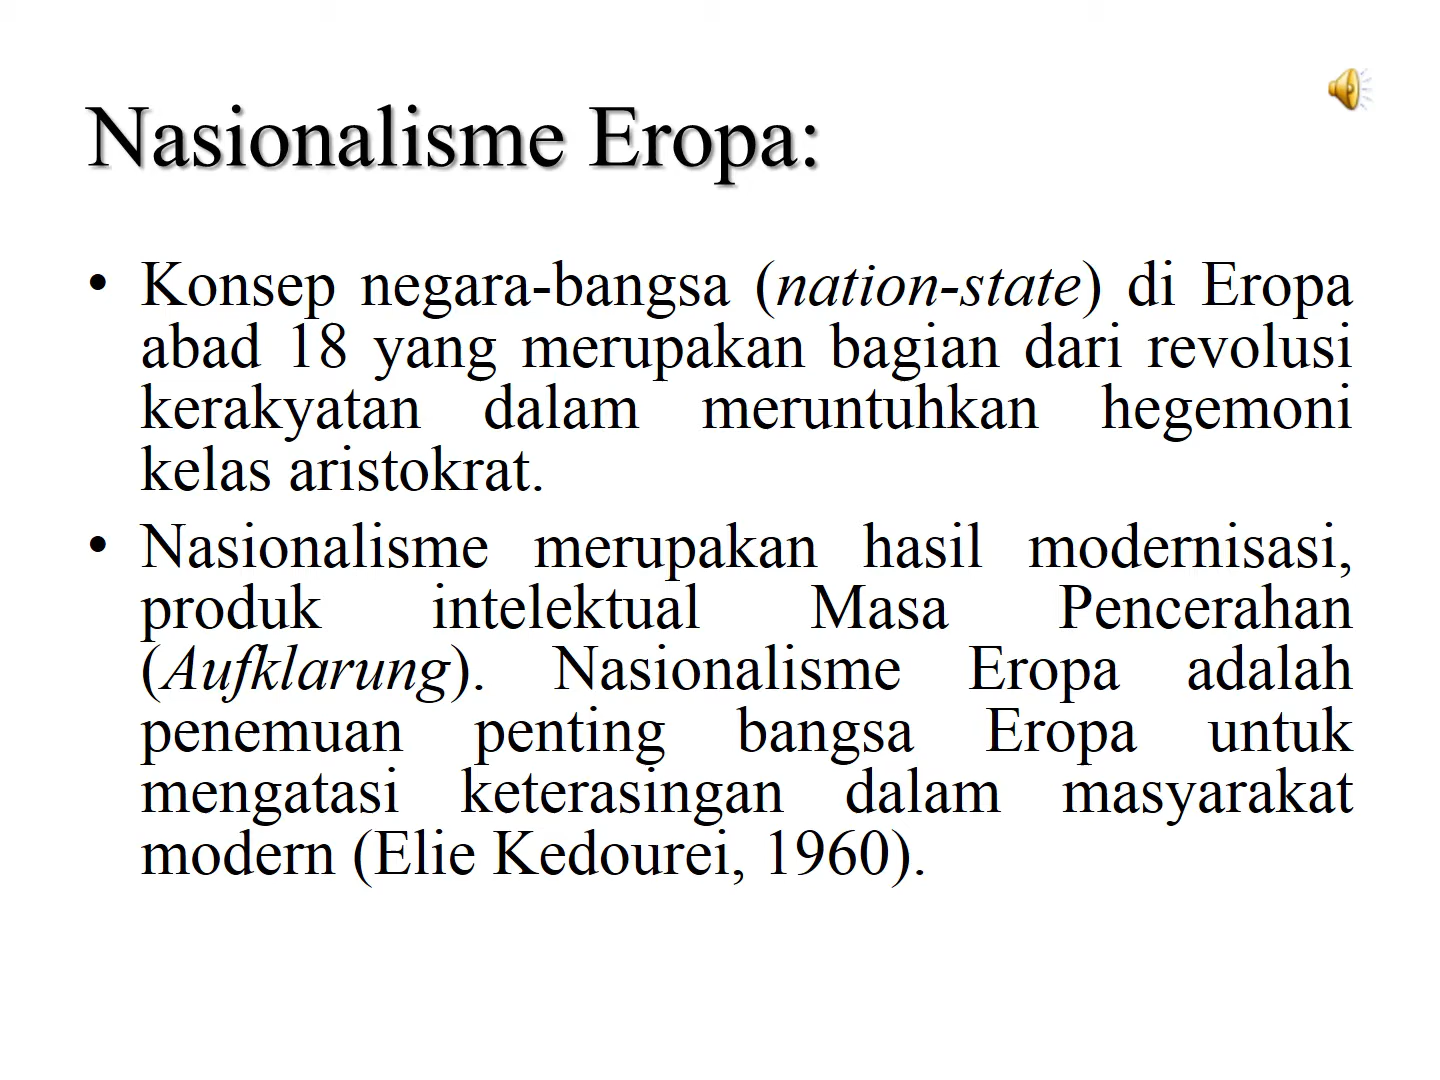 Nasionalisme Eropa:
• Konsep negara-bangsa (nation-state) di Eropa
abad 18 yang merupakan bagian dari revolusi
kerakyatan dalam meruntuhkan hegemoni
kelas aristokrat.
• Nasionalisme merupakan hasil modernisasi,
produk intelektual Masa Pencerahan
(Aufklarung). Nasionalisme Eropa adalah
penemuan penting bangsa Eropa untuk
mengatasi keterasingan dalam masyarakat
modern (Elie Kedourei, 1960).